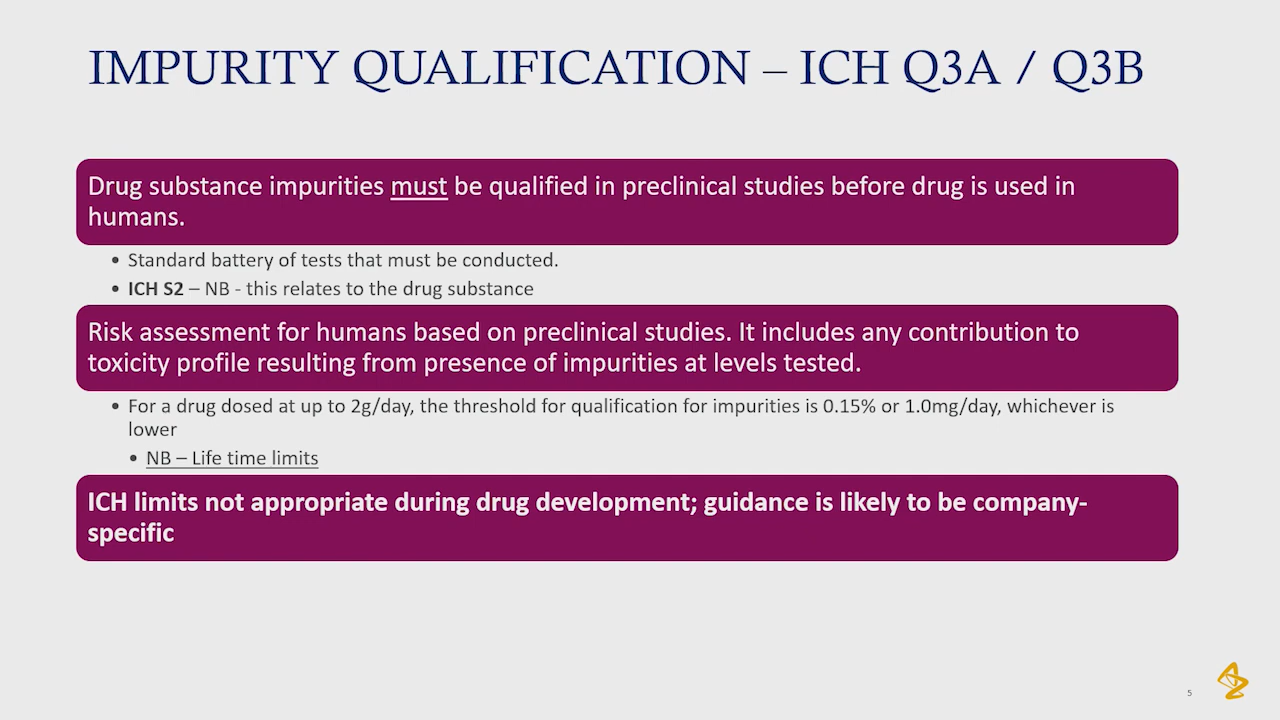 IMPURITY QUALIFICATION – ICH Q3A / Q3B
Drug substance impurities must be qualified in preclinical studies before drug is used in
humans.
• Standard battery of tests that must be conducted.
• ICH S2 – NB - this relates to the drug substance
Risk assessment for humans based on preclinical studies. It includes any contribution to
toxicity profile resulting from presence of impurities at levels tested.
• For a drug dosed at up to 2g/day, the threshold for qualification for impurities is 0.15% or 1.0mg/day, whichever is
lower
• NB – Life time limits
ICH limits not appropriate during drug development; guidance is likely to be company-
specific
5